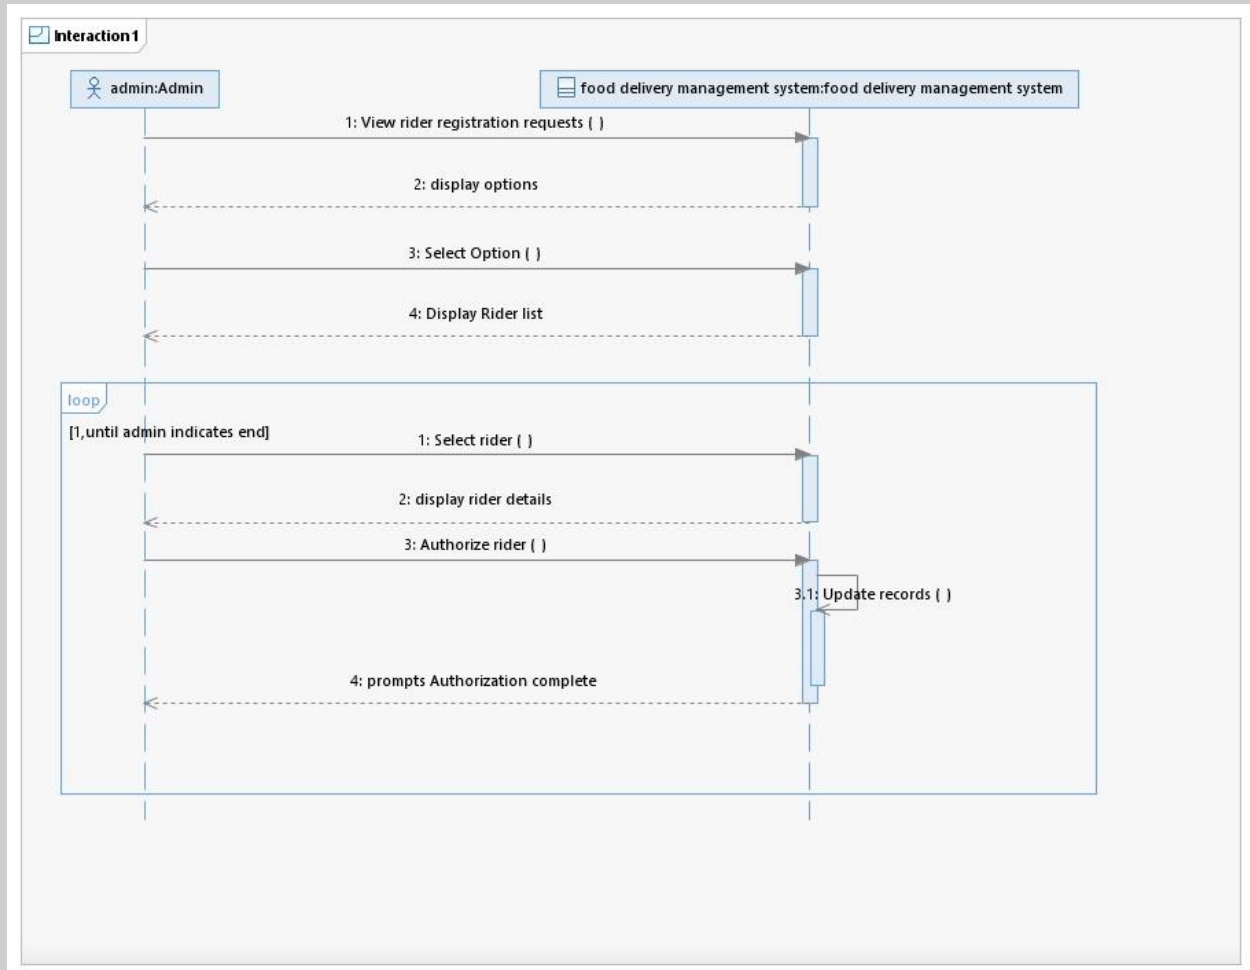 Interaction1
admin:Admin
food delivery management system:food delivery management system
1: View rider registration requests ( )
2: display options
3: Select Option ( )
4: Display Rider list
loop
[1,until admin indicates end]
1: Select rider ( )
2: display rider details
3: Authorize rider ( )
3.1: Update records ( )
4: prompts Authorization complete